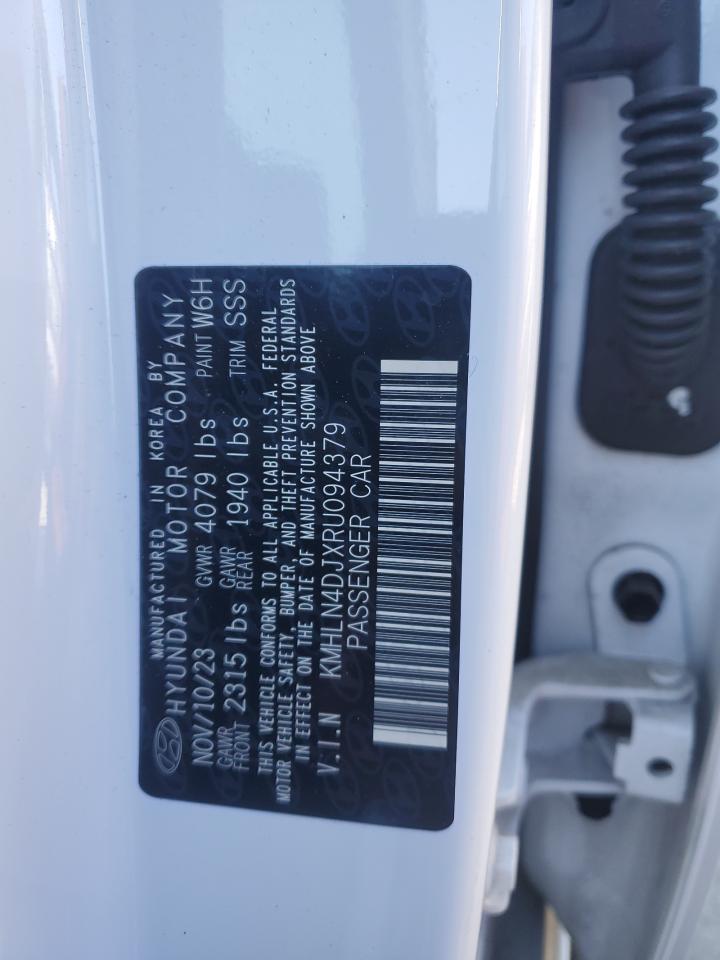 MANUFACTURED IN KOREA BY
HYUNDAI MOTOR COMPANY
NOV/10/23 GVWR 4079 lbs PAINT W6H
GAWR FRONT 2315 lbs GAWR REAR 1940 lbs TRIM SSS
THIS VEHICLE CONFORMS TO ALL APPLICABLE U.S.A. FEDERAL
MOTOR VEHICLE SAFETY, BUMPER, AND THEFT PREVENTION STANDARDS
IN EFFECT ON THE DATE OF MANUFACTURE SHOWN ABOVE
V.I.N KMHLN4DJXRU094379
PASSENGER CAR